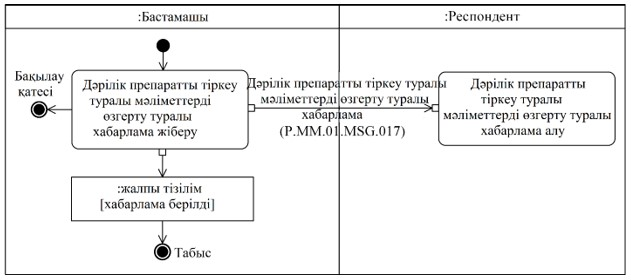 :Бастамашы
:Респондент
Бақылау
қатесі
Дәрілік препаратты тіркеу
туралы мәліметтерді
өзгерту туралы
хабарлама жіберу
Дәрілік препаратты тіркеу туралы
мәліметтерді өзгерту туралы
хабарлама
(P.MM.01.MSG.017)
Дәрілік препаратты
тіркеу туралы
мәліметтерді өзгерту туралы
хабарлама алу
:жалпы тізілім
[хабарлама берілді]
Табыс